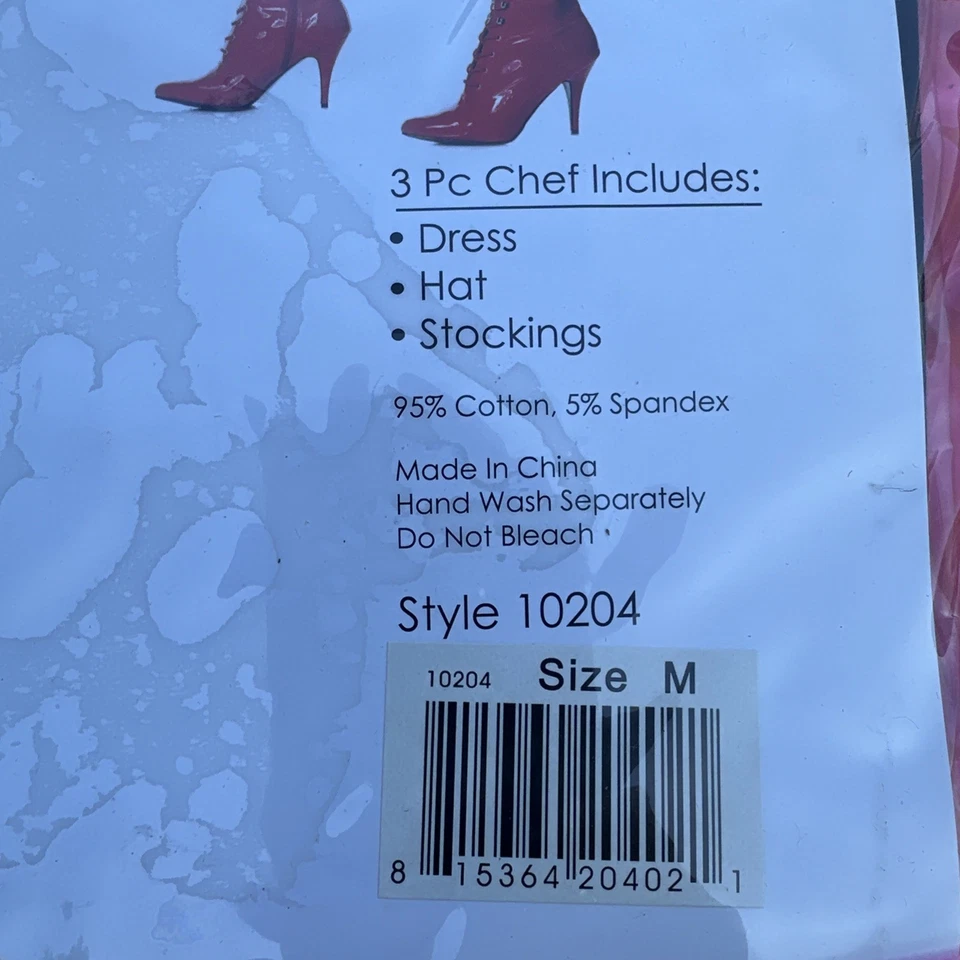 3 Pc Chef Includes:
• Dress
• Hat
• Stockings
95% Cotton, 5% Spandex
Made In China
Hand Wash Separately
Do Not Bleach
Style 10204
10204 Size M
8 15364 20402 1